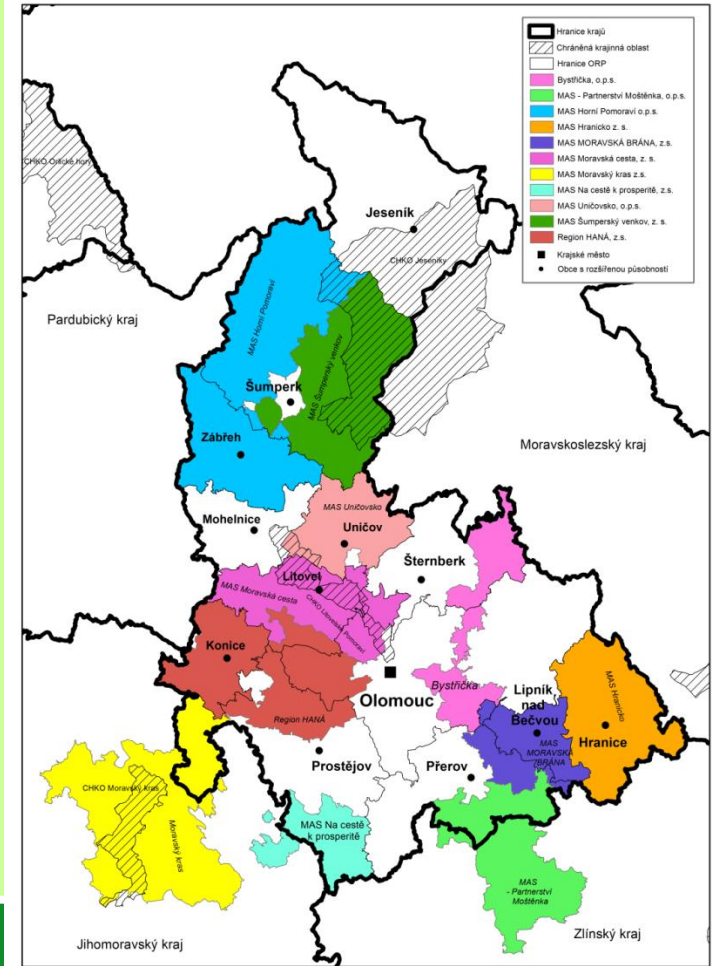 Hranice krajů
Chráněná krajinná oblast
Hranice ORP
Bystřička, o.p.s.
MAS - Partnerství Moštěnka, o.p.s.
MAS Horní Pomoraví o.p.s.
MAS Hranicko z. s.
MAS MORAVSKÁ BRÁNA, z.s.
MAS Moravská cesta, z. s.
MAS Moravský kras z.s.
MAS Na cestě k prosperitě, z.s.
MAS Uničovsko, o.p.s.
MAS Šumperský venkov, z. s.
Region HANÁ, z.s.
Krajské město
Obce s rozšířenou působností
CHKO Orlické hory
Jeseník
CHKO Jeseníky
Pardubický kraj
MAS Horní Pomoraví
MAS Šumperský venkov
Šumperk
Zábřeh
Moravskoslezský kraj
Mohelnice
MAS Uničovsko
Uničov
Šternberk
Litovel
MAS Moravská cesta
CHKO Litovelské Pomoraví
Konice
Olomouc
Bystřička
Lipník
nad
Bečvou
MAS Hranicko
Region HANÁ
MAS
MORAVSKÁ
BRÁNA
Hranice
Prostějov
Přerov
CHKO Moravský kras
Moravský kras
MAS Na cestě
k prosperitě
MAS
- Partnerství
Moštěnka
Jihomoravský kraj
Zlínský kraj